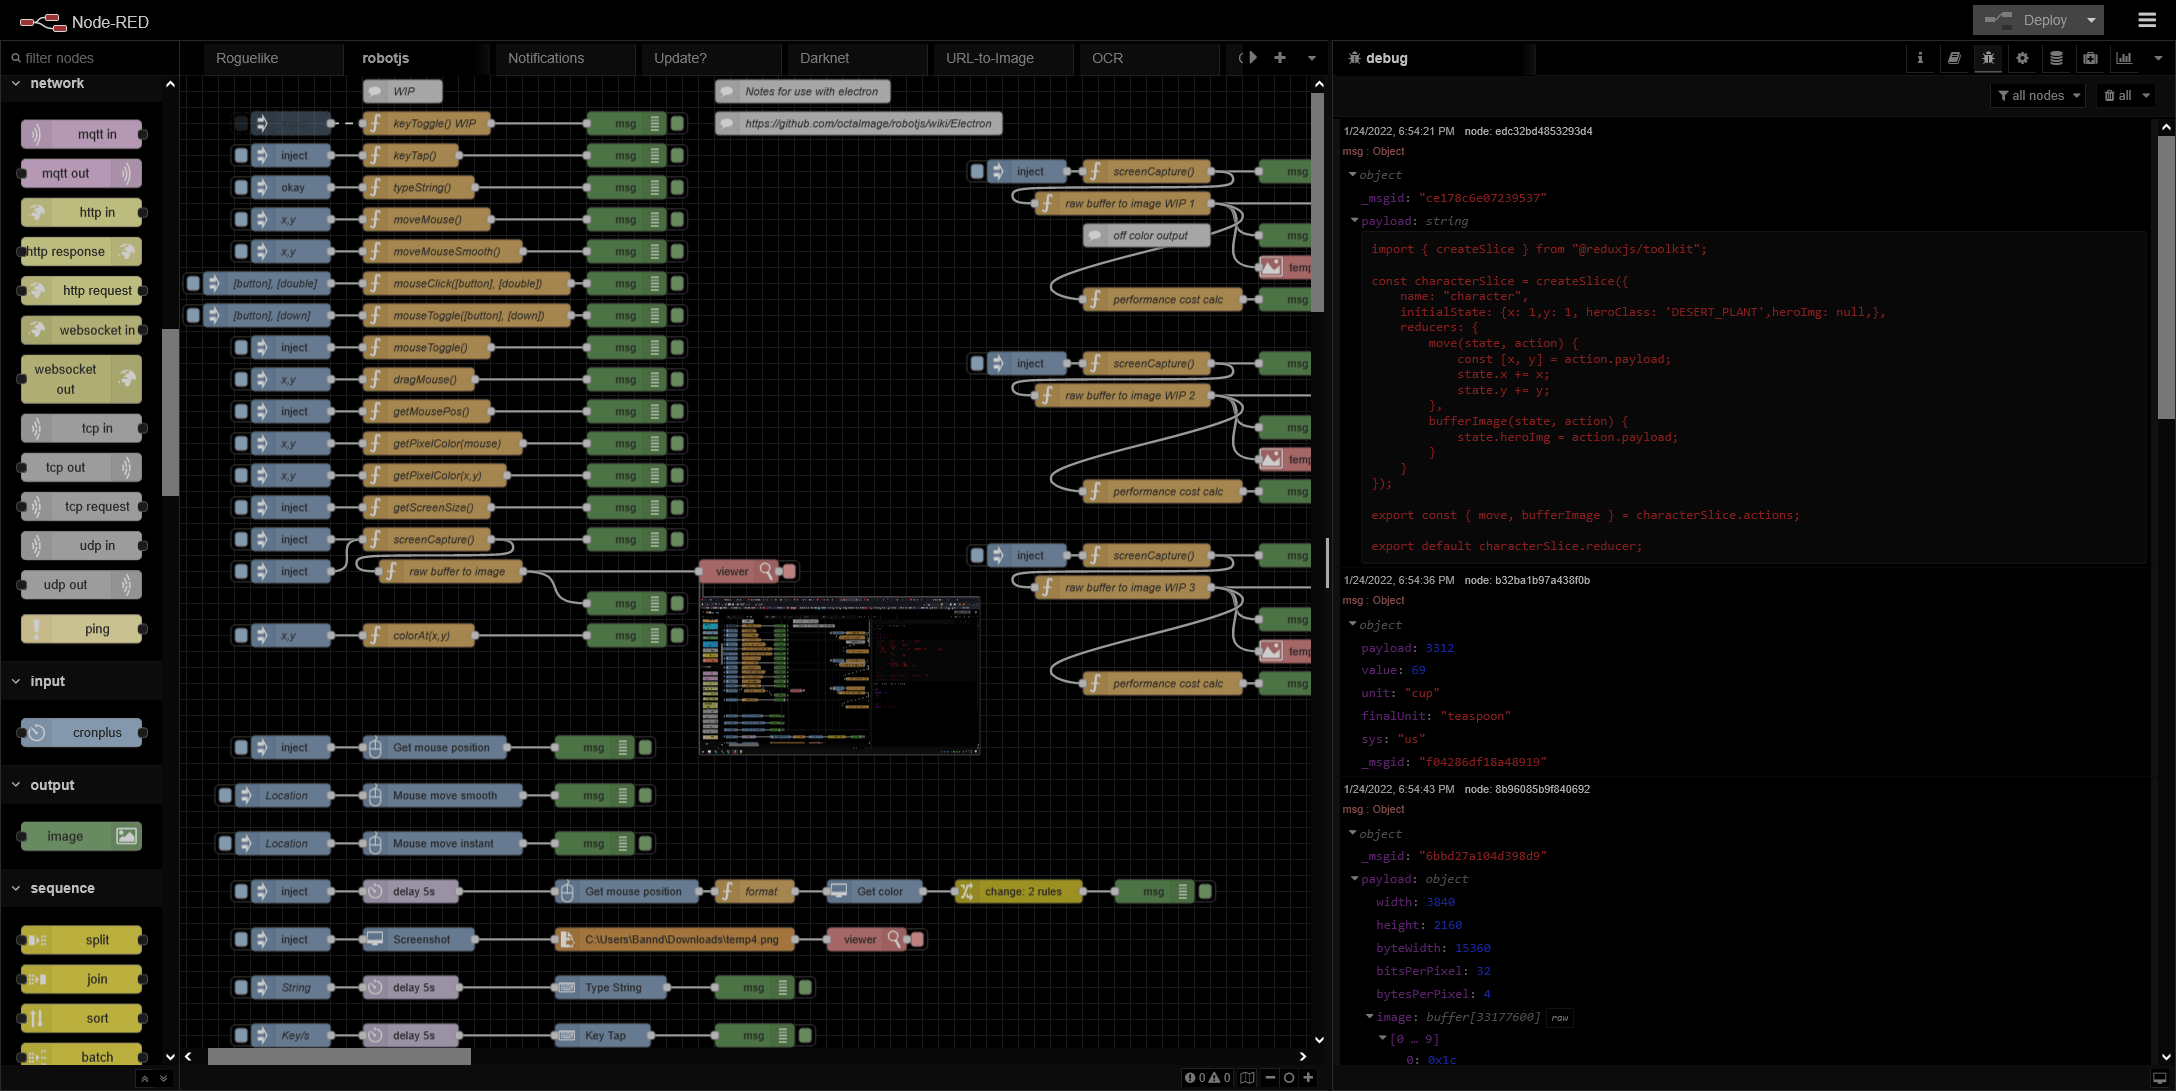 Node-RED
Deploy
filter nodes
Roguelike
robotjs
Notifications
Update?
Darknet
URL-to-Image
OCR
debug
all nodes
all
network
mqtt in
mqtt out
http in
http response
http request
websocket in
websocket
out
tcp in
tcp out
tcp request
udp in
udp out
ping
input
cronplus
output
image
sequence
split
join
sort
batch
WIP
Notes for use with electron
keyToggle() WIP
msg
https://github.com/octalmage/robotjs/wiki/Electron
inject
keyTap()
msg
okay
typeString()
msg
x,y
moveMouse()
msg
x,y
moveMouseSmooth()
msg
[button], [double]
mouseClick([button], [double])
msg
[button], [down]
mouseToggle([button], [down])
msg
inject
mouseToggle()
msg
x,y
dragMouse()
msg
inject
getMousePos()
msg
x,y
getPixelColor(mouse)
msg
x,y
getPixelColor(x,y)
msg
inject
getScreenSize()
msg
inject
screenCapture()
msg
inject
raw buffer to image
viewer
msg
x,y
colorAt(x,y)
msg
inject
screenCapture()
msg
raw buffer to image WIP 1
off color output
msg
temp
performance cost calc
msg
inject
screenCapture()
msg
raw buffer to image WIP 2
msg
temp
performance cost calc
msg
inject
screenCapture()
msg
raw buffer to image WIP 3
msg
temp
performance cost calc
msg
inject
Get mouse position
msg
Location
Mouse move smooth
msg
Location
Mouse move instant
msg
inject
delay 5s
Get mouse position
format
Get color
change: 2 rules
msg
inject
Screenshot
C:\Users\Bannd\Downloads\temp4.png
viewer
String
delay 5s
Type String
msg
Key/s
delay 5s
Key Tap
msg
0
0
1/24/2022, 6:54:21 PM node: edc32bd4853293d4
msg : Object
object
_msgid: "ce178c6e07239537"
payload: string
import { createSlice } from "@reduxjs/toolkit";
const characterSlice = createSlice({
name: "character",
initialState: {x: 1,y: 1, heroClass: 'DESERT_PLANT',heroImg: null,},
reducers: {
move(state, action) {
const [x, y] = action.payload;
state.x += x;
state.y += y;
},
bufferImage(state, action) {
state.heroImg = action.payload;
}
}
});
export const { move, bufferImage } = characterSlice.actions;
export default characterSlice.reducer;
1/24/2022, 6:54:36 PM node: b32ba1b97a438f0b
msg : Object
object
payload: 3312
value: 69
unit: "cup"
finalUnit: "teaspoon"
sys: "us"
_msgid: "f04286df18a48919"
1/24/2022, 6:54:43 PM node: 8b96085b9f840692
msg : Object
object
_msgid: "6bbd27a104d398d9"
payload: object
width: 3840
height: 2160
byteWidth: 15360
bitsPerPixel: 32
bytesPerPixel: 4
image: buffer[33177600] raw
[0 … 9]
0: 0x1c